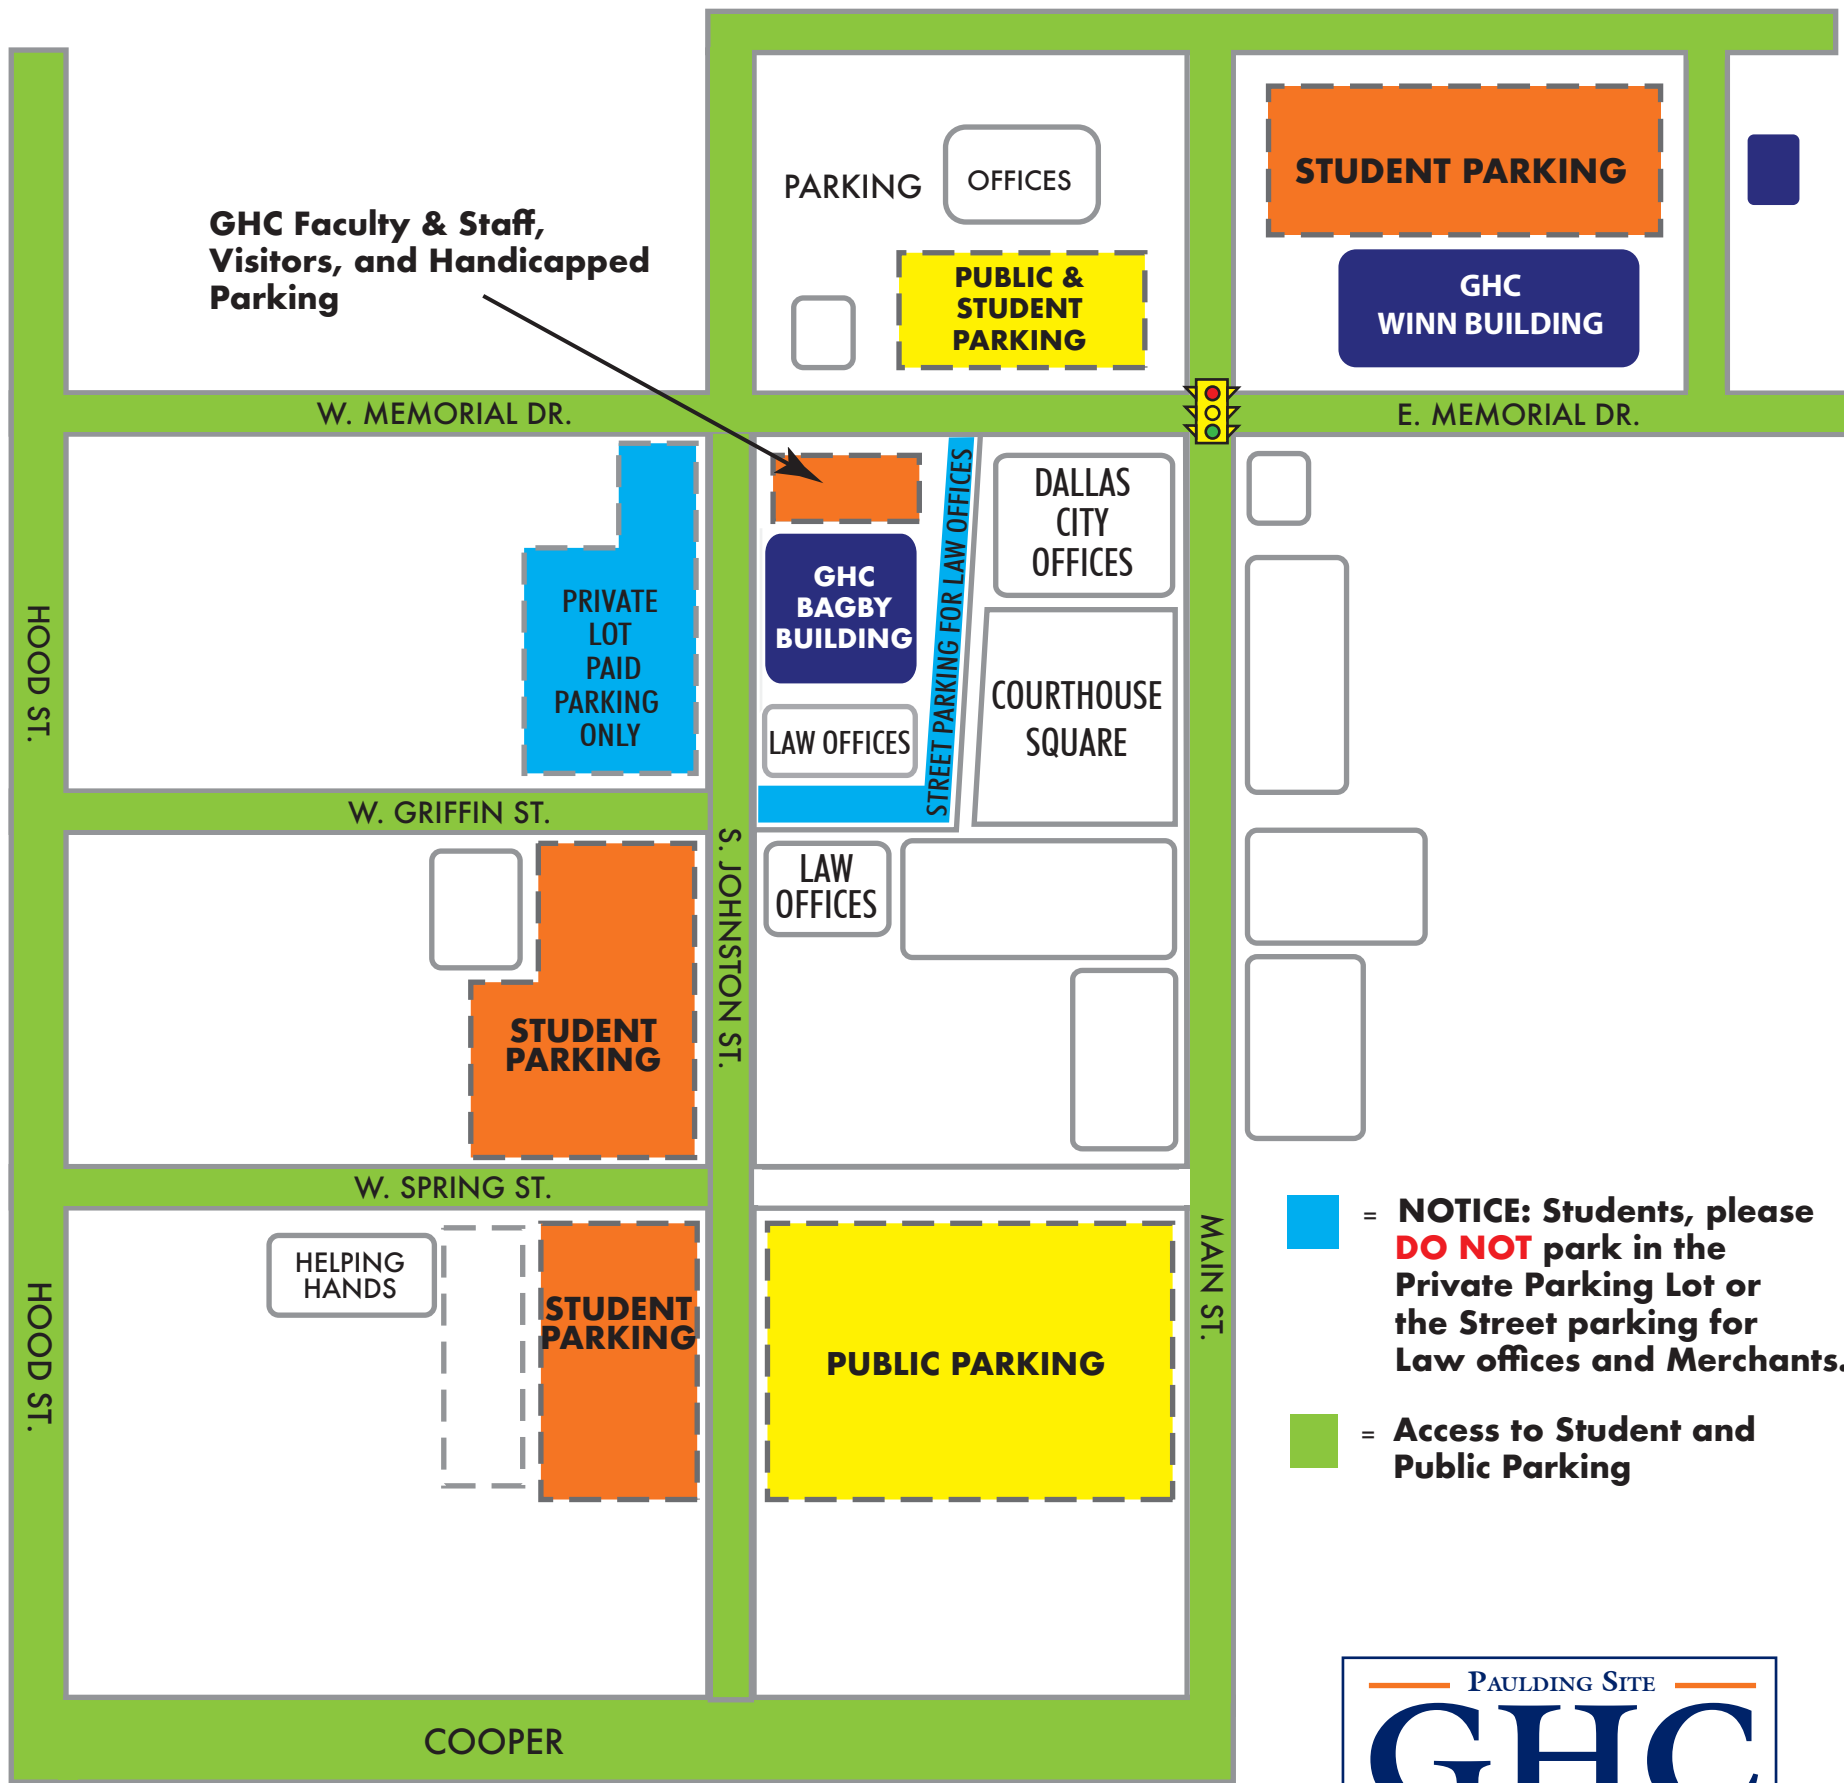 STUDENT PARKING
PARKING
OFFICES
GHC Faculty & Staff,
Visitors, and Handicapped
Parking
PUBLIC &
STUDENT
PARKING
GHC
WINN BUILDING
W. MEMORIAL DR.
E. MEMORIAL DR.
STREET PARKING FOR LAW OFFICES
DALLAS
CITY
OFFICES
GHC
BAGBY
BUILDING
PRIVATE
LOT
PAID
PARKING
ONLY
HOOD ST.
COURTHOUSE
SQUARE
LAW OFFICES
W. GRIFFIN ST.
S. JOHNSTON ST.
LAW
OFFICES
STUDENT
PARKING
W. SPRING ST.
HELPING
HANDS
STUDENT
PARKING
PUBLIC PARKING
MAIN ST.
HOOD ST.
= NOTICE: Students, please
DO NOT park in the
Private Parking Lot or
the Street parking for
Law offices and Merchants.
= Access to Student and
Public Parking
COOPER
PAULDING SITE
GHC